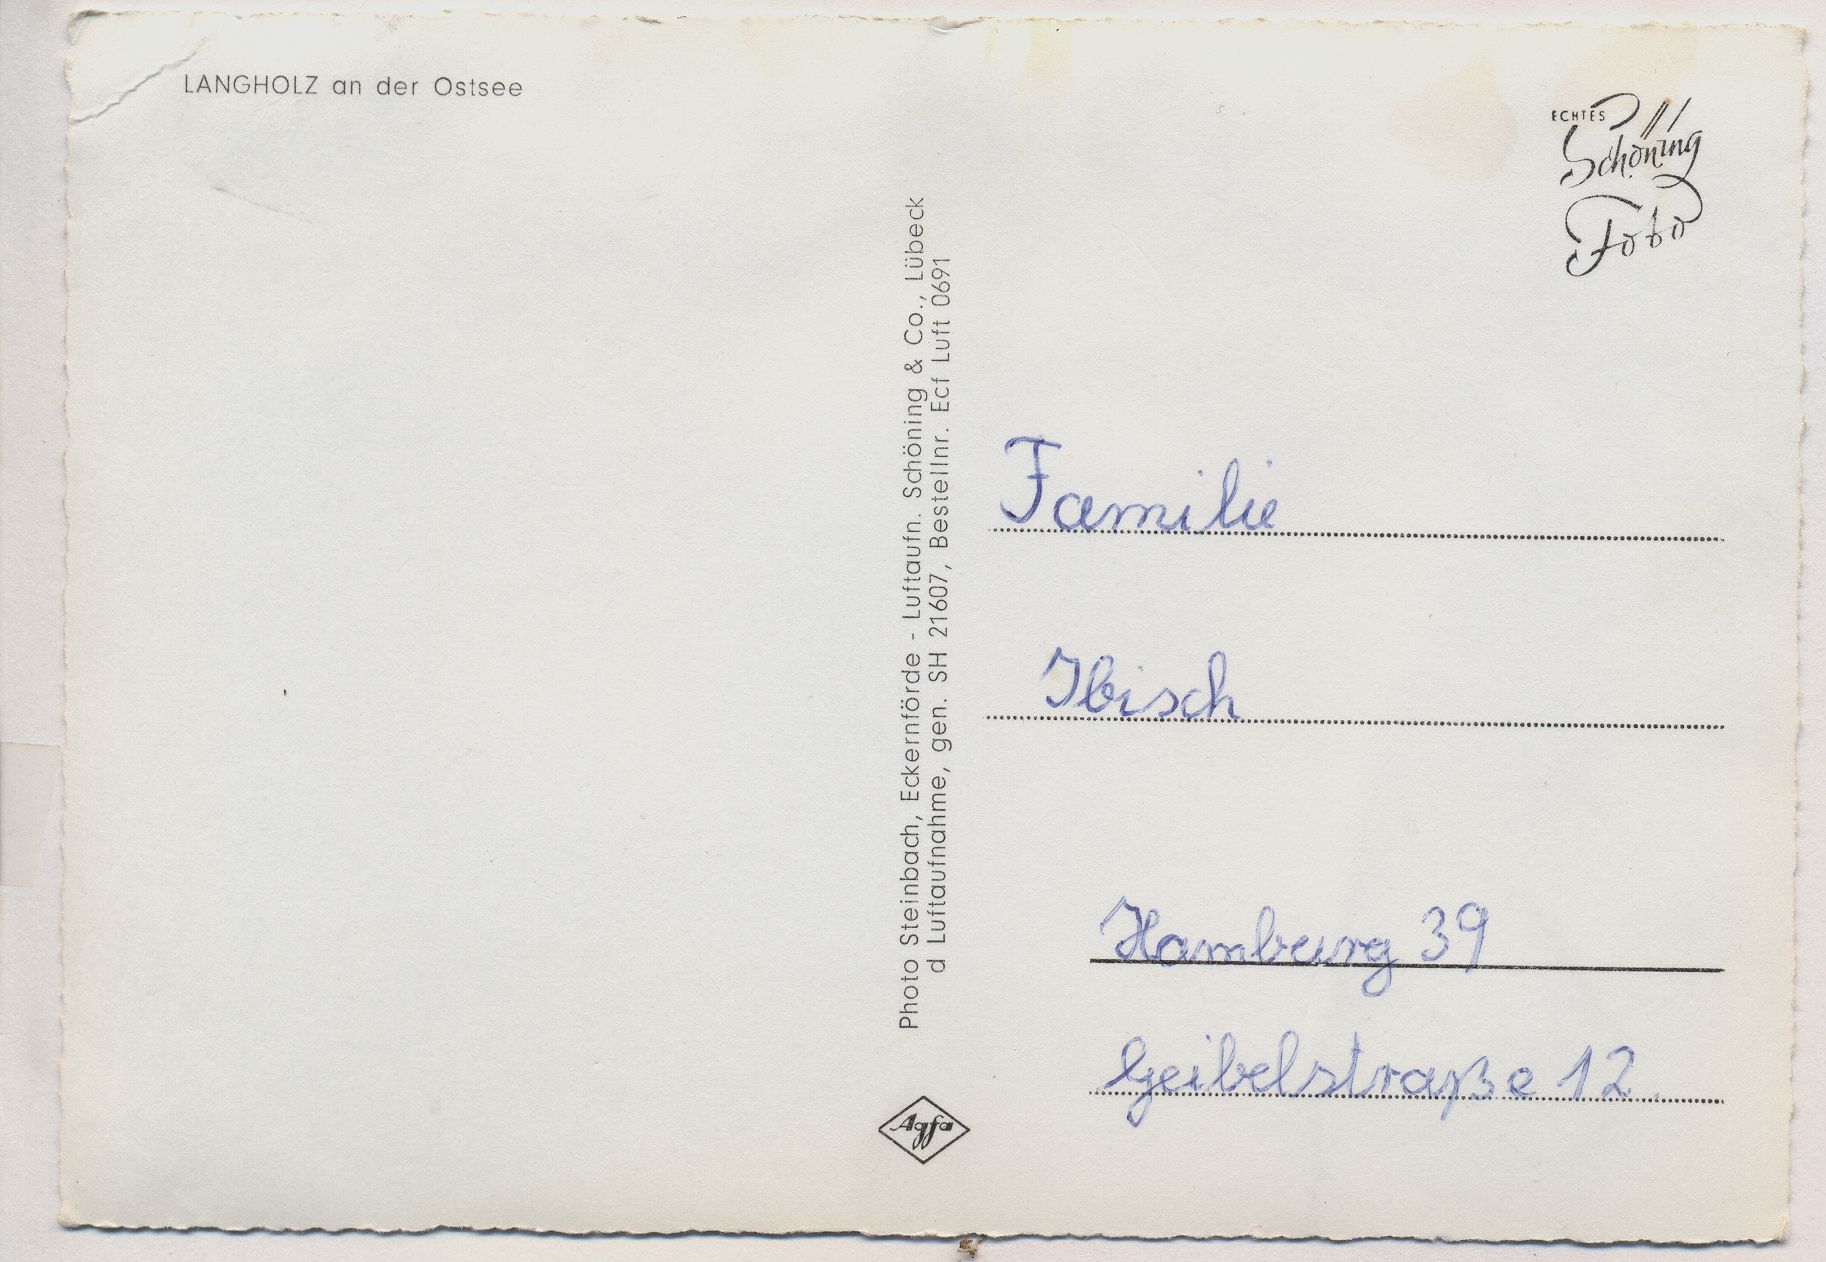 LANGHOLZ an der Ostsee
Photo Steinbach, Eckernförde - Luftaufn. Schöning & Co., Lübeck
d Luftaufnahme, gen. SH 21607, Bestellnr. Ecf Luft 0691
Agfa
ECHTES
Schöning
Foto
Familie
Ibisch
Hamburg 39
Geibelstraße 12.